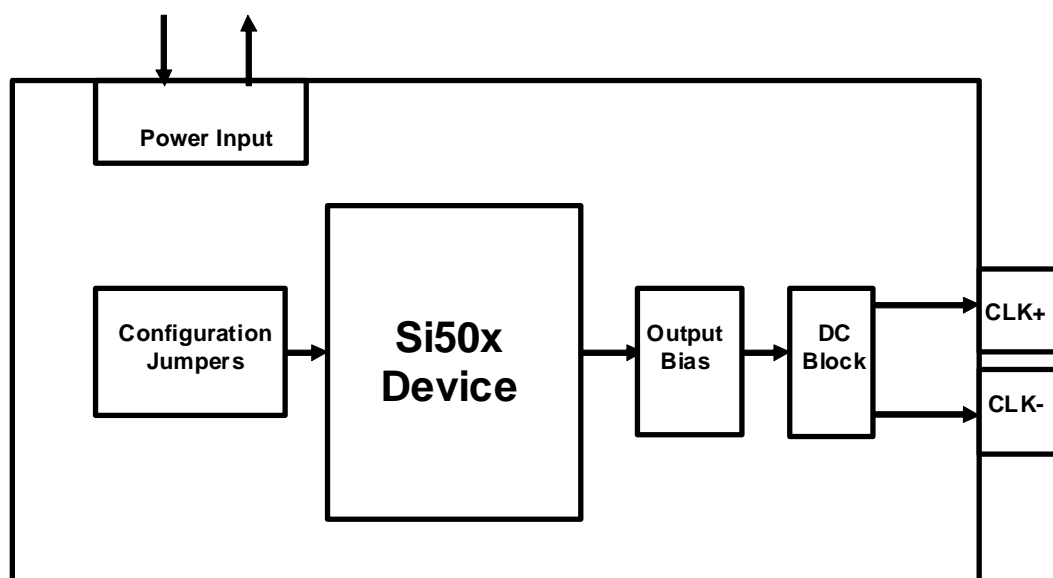 Power Input
Configuration
Jumpers
Si50x
Device
Output
Bias
DC
Block
CLK+
CLK-